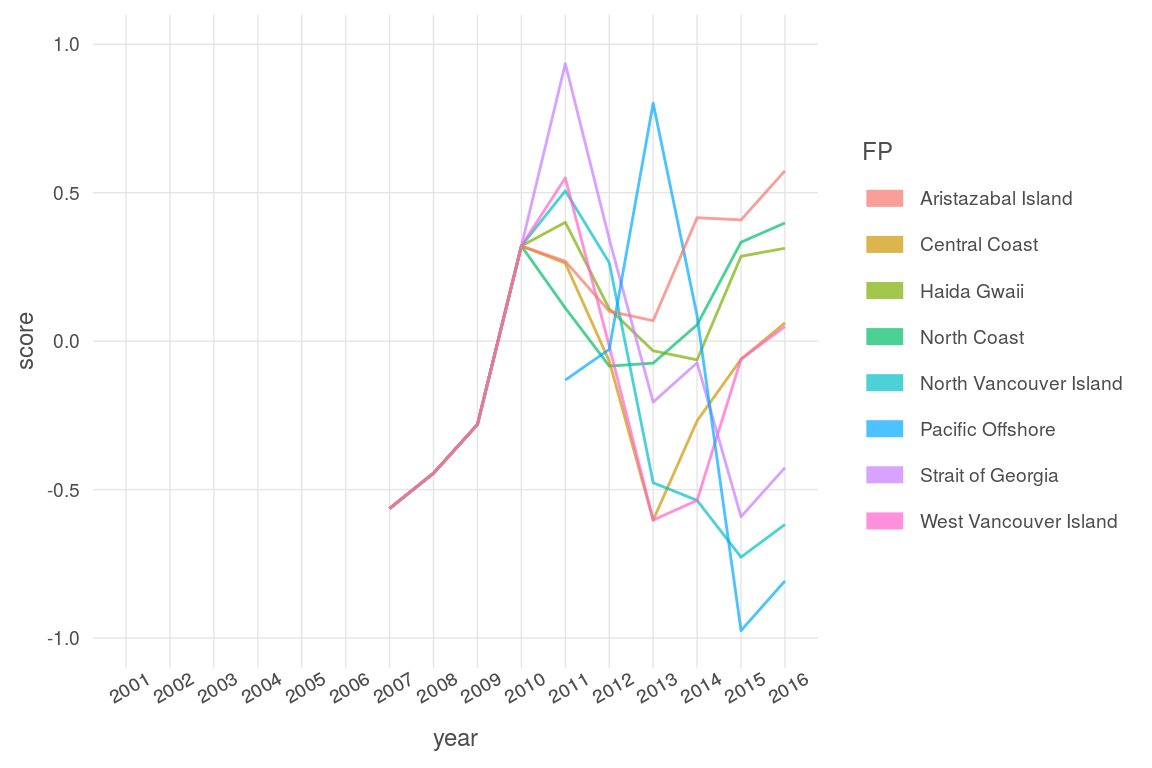 1.0
0.5
0.0
-0.5
-1.0
score
2001 2002 2003 2004 2005 2006 2007 2008 2009 2010 2011 2012 2013 2014 2015 2016
year
FP
Aristazabal Island
Central Coast
Haida Gwaii
North Coast
North Vancouver Island
Pacific Offshore
Strait of Georgia
West Vancouver Island